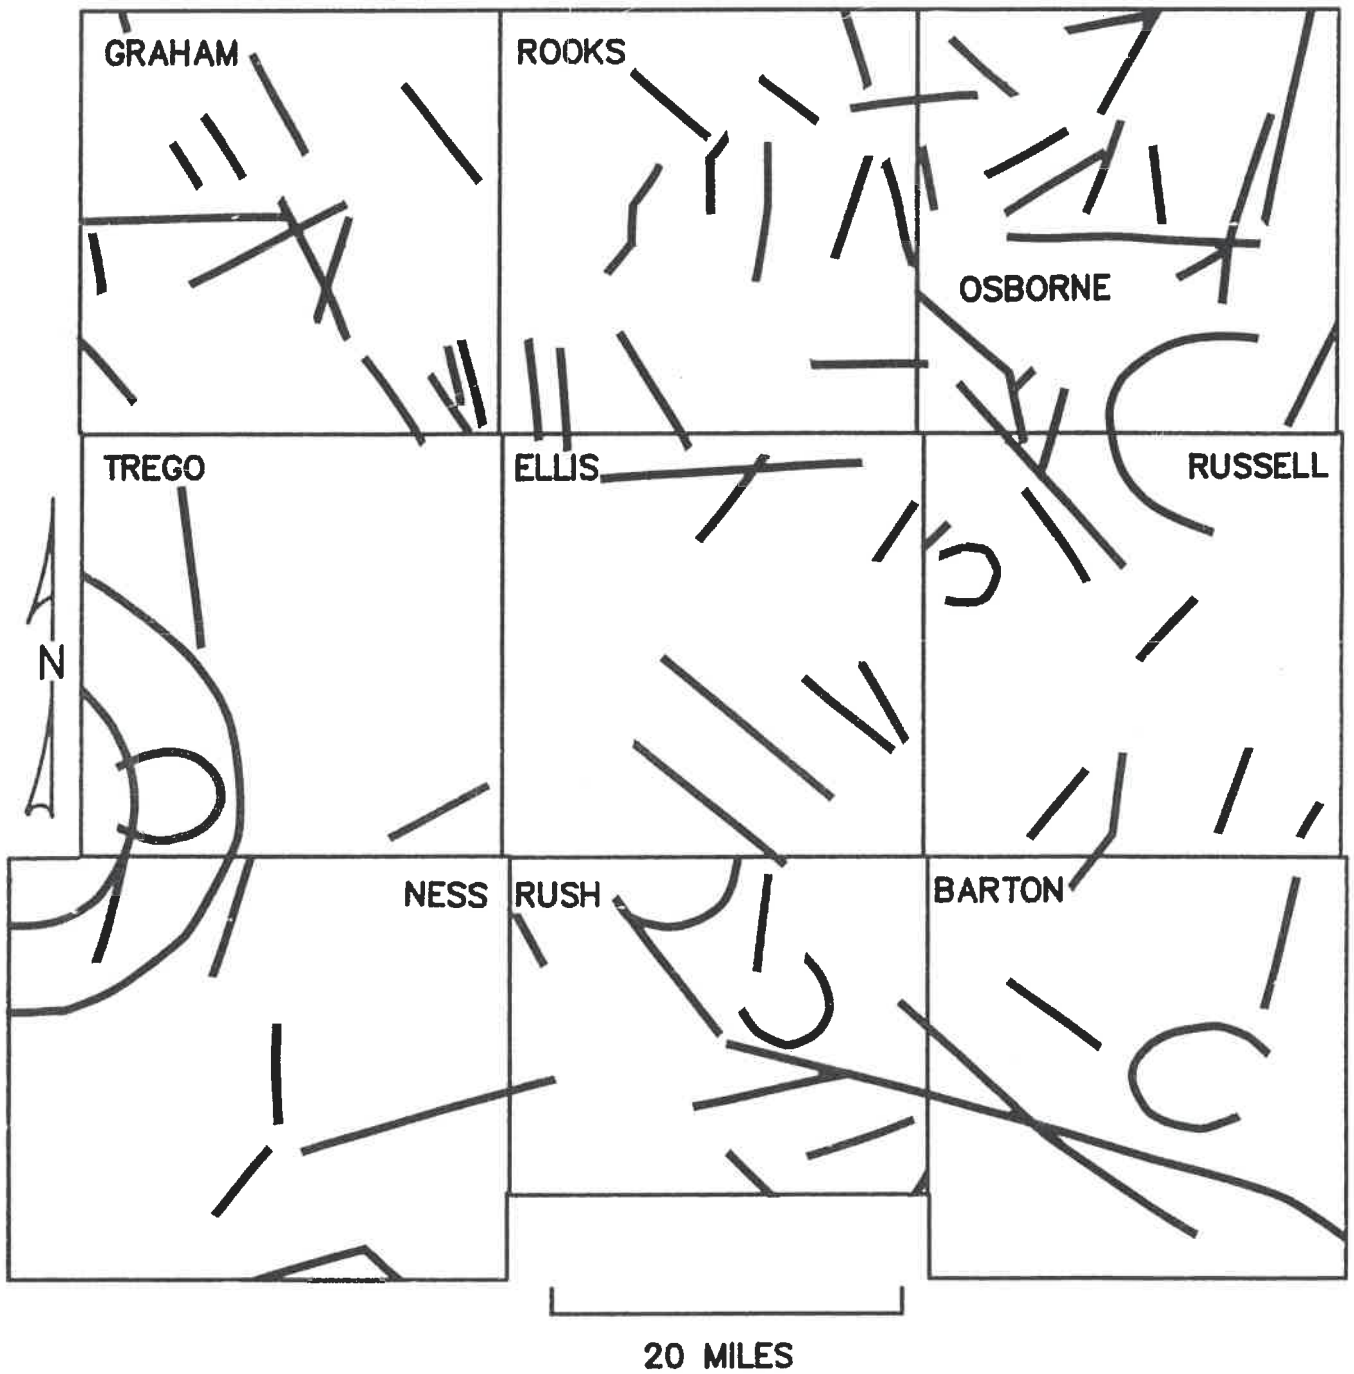 GRAHAM
ROOKS
OSBORNE
TREGO
ELLIS
RUSSELL
N
NESS
RUSH
BARTON
20 MILES